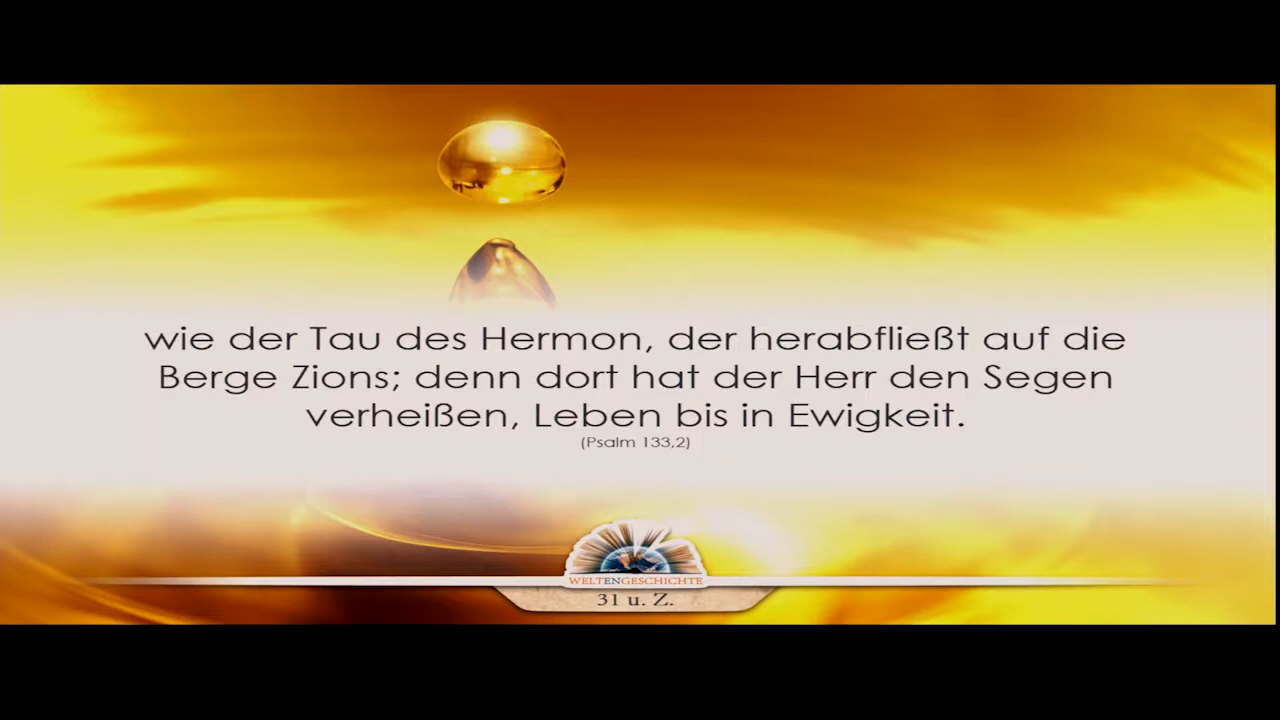 wie der Tau des Hermon, der herabfließt auf die
Berge Zions; denn dort hat der Herr den Segen
verheißen, Leben bis in Ewigkeit.
(Psalm 133,2)
WELTENGESCHICHTE
31 u. Z.